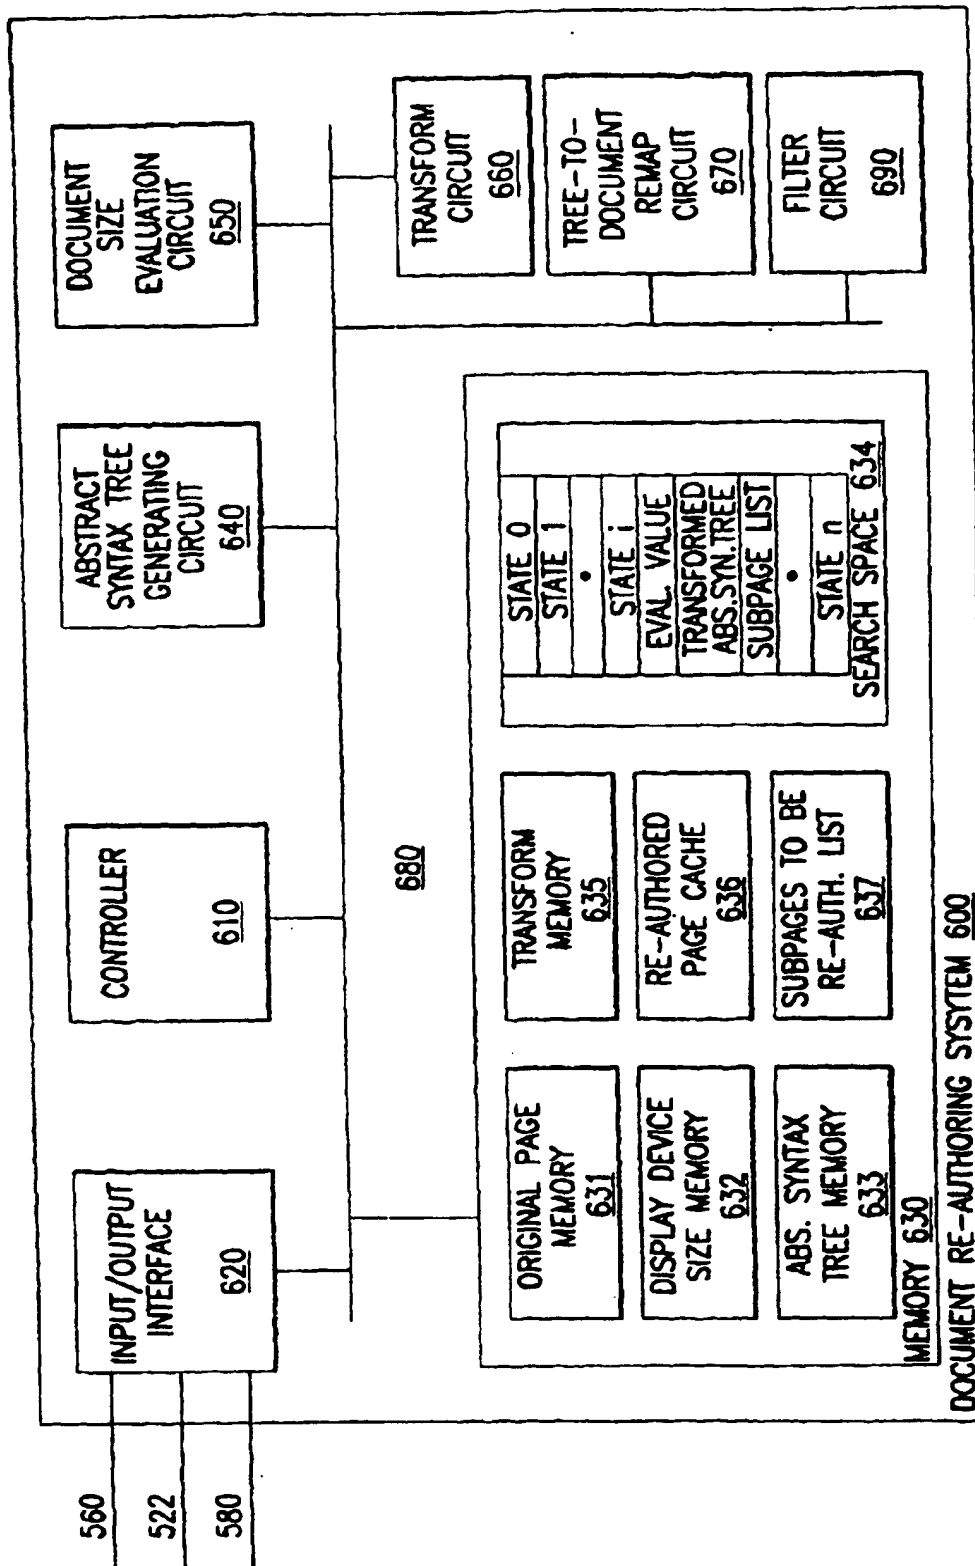 560
522
580
INPUT/OUTPUT
INTERFACE
620
CONTROLLER
610
ABSTRACT
SYNTAX TREE
GENERATING
CIRCUIT
640
DOCUMENT
SIZE
EVALUATION
CIRCUIT
650
680
TRANSFORM
CIRCUIT
660
TREE-TO-
DOCUMENT
REMAP
CIRCUIT
670
FILTER
CIRCUIT
690
ORIGINAL PAGE
MEMORY
631
DISPLAY DEVICE
SIZE MEMORY
632
ABS. SYNTAX
TREE MEMORY
633
TRANSFORM
MEMORY
635
RE-AUTHORED
PAGE CACHE
636
SUBPAGES TO BE
RE-AUTH. LIST
637
STATE 0
STATE 1
•
STATE i
EVAL. VALUE
TRANSFORMED
ABS.SYN.TREE
SUBPAGE LIST
•
STATE n
SEARCH SPACE 634
MEMORY 630
DOCUMENT RE-AUTHORING SYSYTEM 600